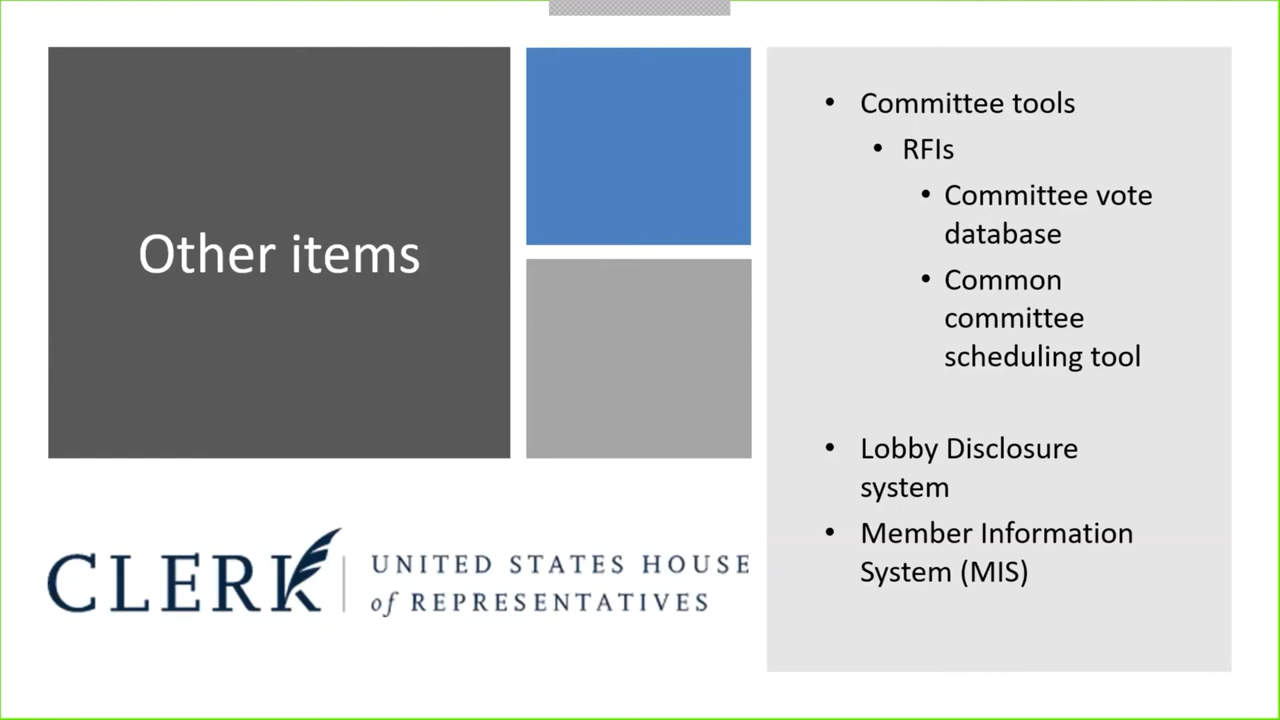 Other items
• Committee tools
• RFIs
• Committee vote
database
• Common
committee
scheduling tool
• Lobby Disclosure
system
• Member Information
System (MIS)
CLERK
UNITED STATES HOUSE
of REPRESENTATIVES